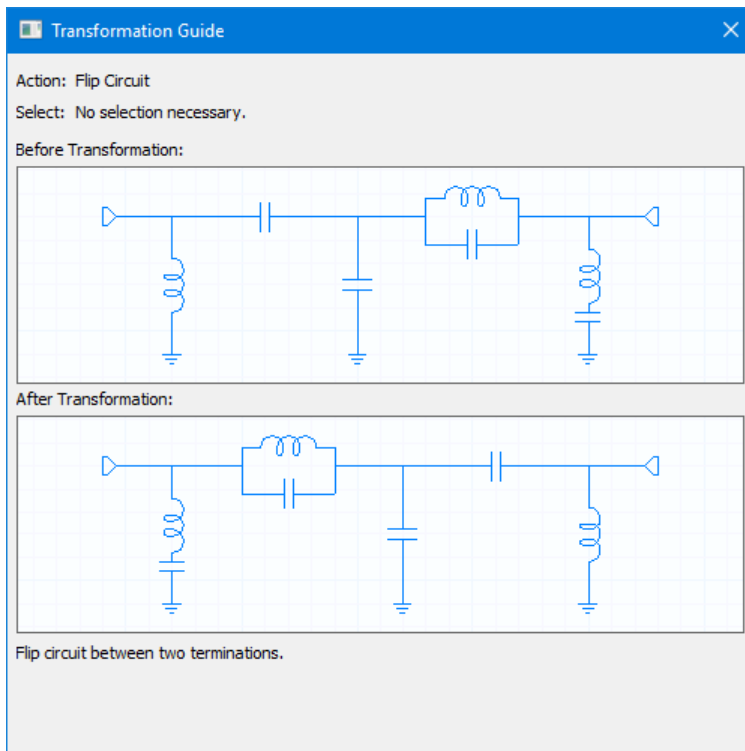 Transformation Guide
Action: Flip Circuit
Select: No selection necessary.
Before Transformation:
After Transformation:
Flip circuit between two terminations.